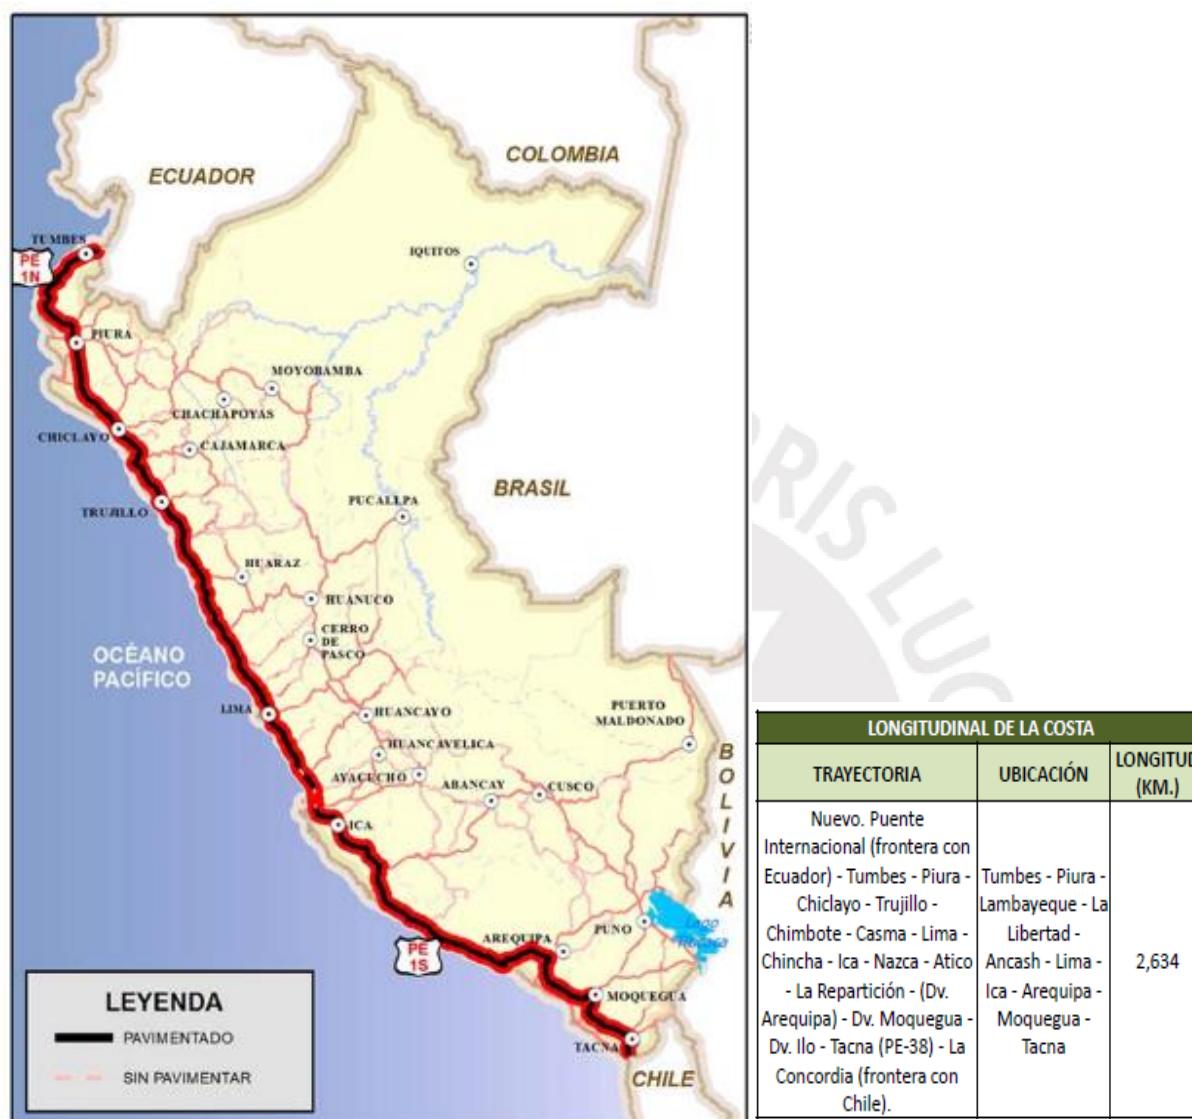 COLOMBIA
ECUADOR
TUMBES
PE
1N
IQUITOS
PIURA
MOYOBAMBA
CHACHAPOYAS
CHICLAYO
CAJAMARCA
BRASIL
PUCALLPA
TRUJILLO
HUARAZ
HUANUCO
CERRO
DE
PASCO
OCÉANO
PACÍFICO
LIMA
HUANCAYO
PUERTO
MALDONADO
HUANCAVELICA
AYACUCHO
ABANCAY
CUSCO
BOLIVIA
ICA
PUNO
Lago
AREQUIPA
PE
1S
MOQUEGUA
TACNA
CHILE
LEYENDA
PAVIMENTADO
SIN PAVIMENTAR
RIS LUC
LONGITUDINAL DE LA COSTA
TRAYECTORIA
UBICACIÓN
LONGITUD
(KM.)
Nuevo. Puente
Internacional (frontera con
Ecuador) - Tumbes - Piura -
Chiclayo - Trujillo -
Chimbote - Casma - Lima -
Chincha - Ica - Nazca - Atico
- La Repartición - (Dv.
Arequipa) - Dv. Moquegua -
Dv. Ilo - Tacna (PE-38) - La
Concordia (frontera con
Chile).
Tumbes - Piura -
Lambayeque - La
Libertad -
Ancash - Lima -
Ica - Arequipa -
Moquegua -
Tacna
2,634